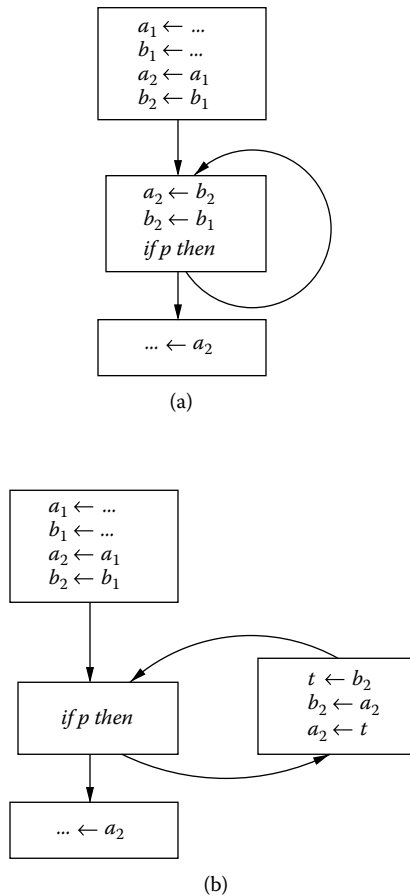 a₁ ← ...
b₁ ← ...
a₂ ← a₁
b₂ ← b₁
a₂ ← b₂
b₂ ← b₁
if p then
... ← a₂
(a)
a₁ ← ...
b₁ ← ...
a₂ ← a₁
b₂ ← b₁
if p then
t ← b₂
b₂ ← a₂
a₂ ← t
... ← a₂
(b)